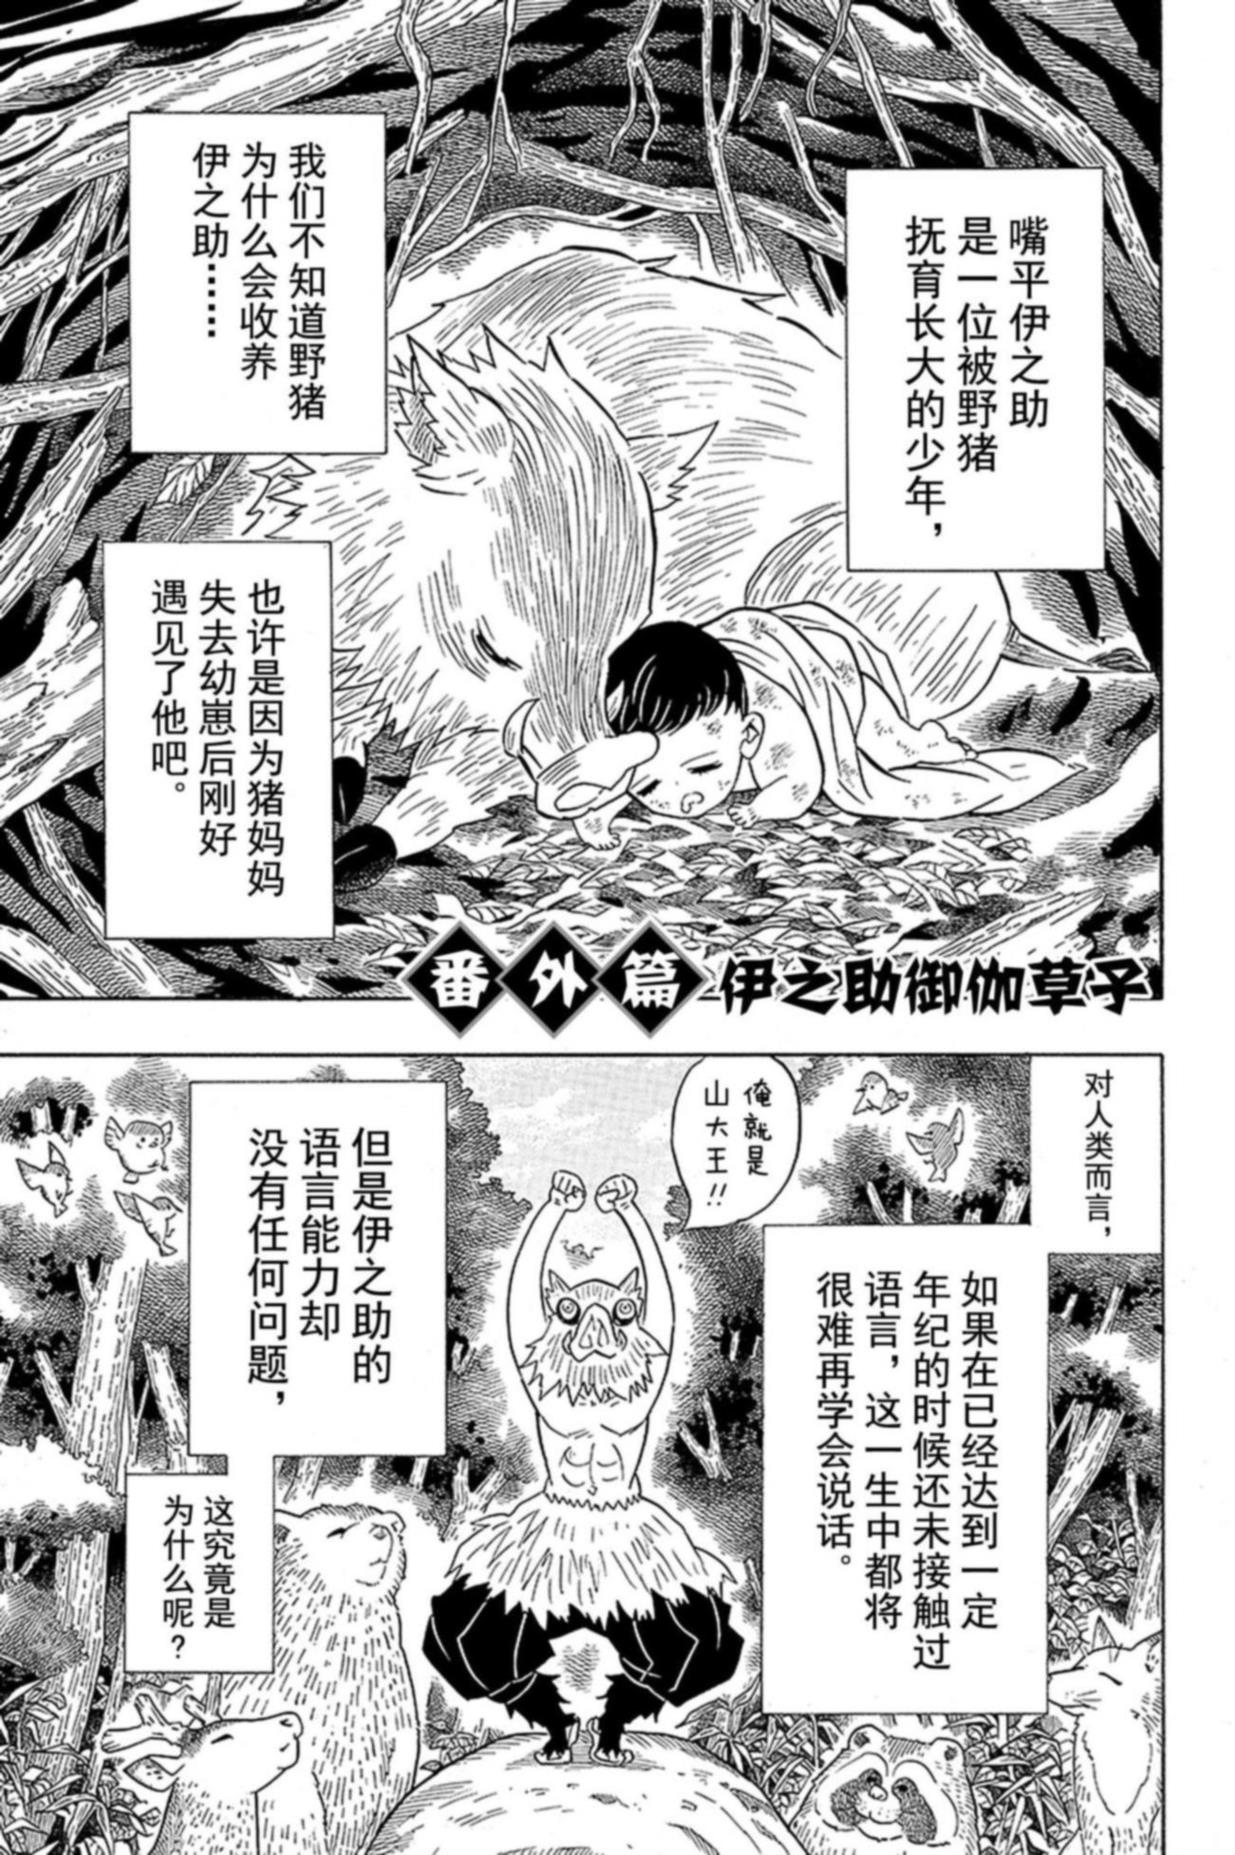 嘴平伊之助
是一位被野猪
抚育长大的少年，
我们不知道野猪
为什么会收养
伊之助……
也许是因为猪妈妈
失去幼崽后刚好
遇见了他吧。
番外篇 伊之助御伽草子
对人类而言，
如果在已经达到一定
年纪的时候还未接触过
语言，这一生中都将
很难再学会说话。
俺就是
山大王！！
但是伊之助的
语言能力却
没有任何问题，
这究竟是
为什么呢？